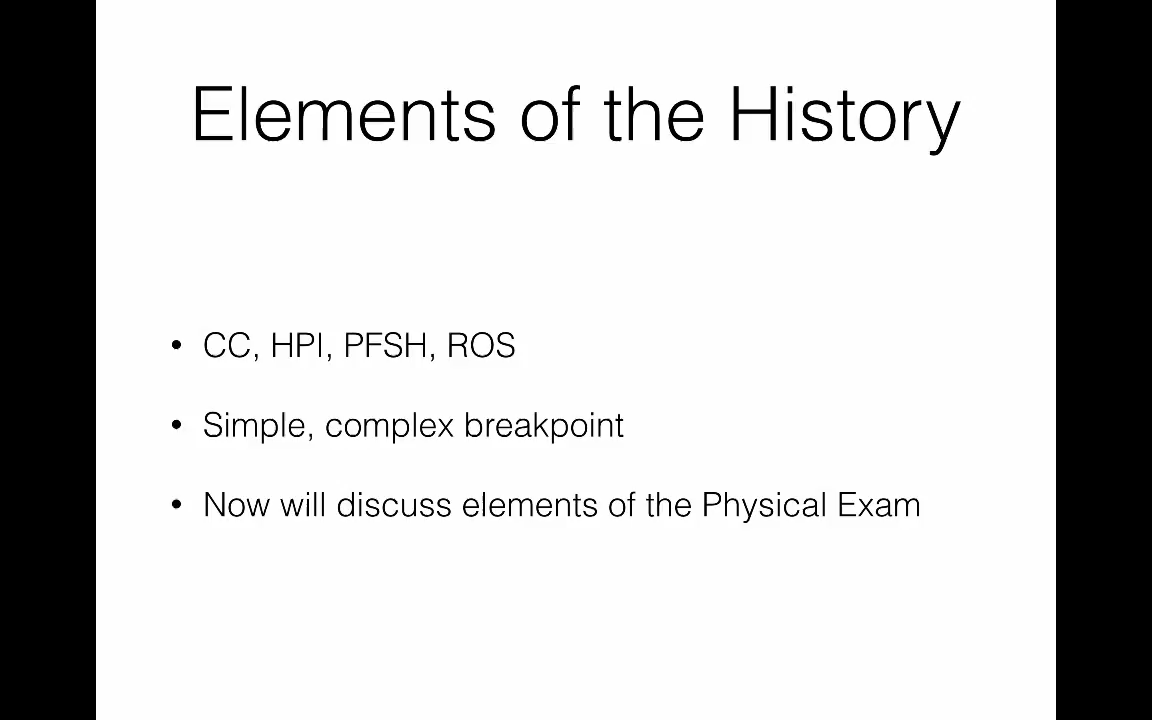 Elements of the History
• CC, HPI, PFSH, ROS
• Simple, complex breakpoint
• Now will discuss elements of the Physical Exam